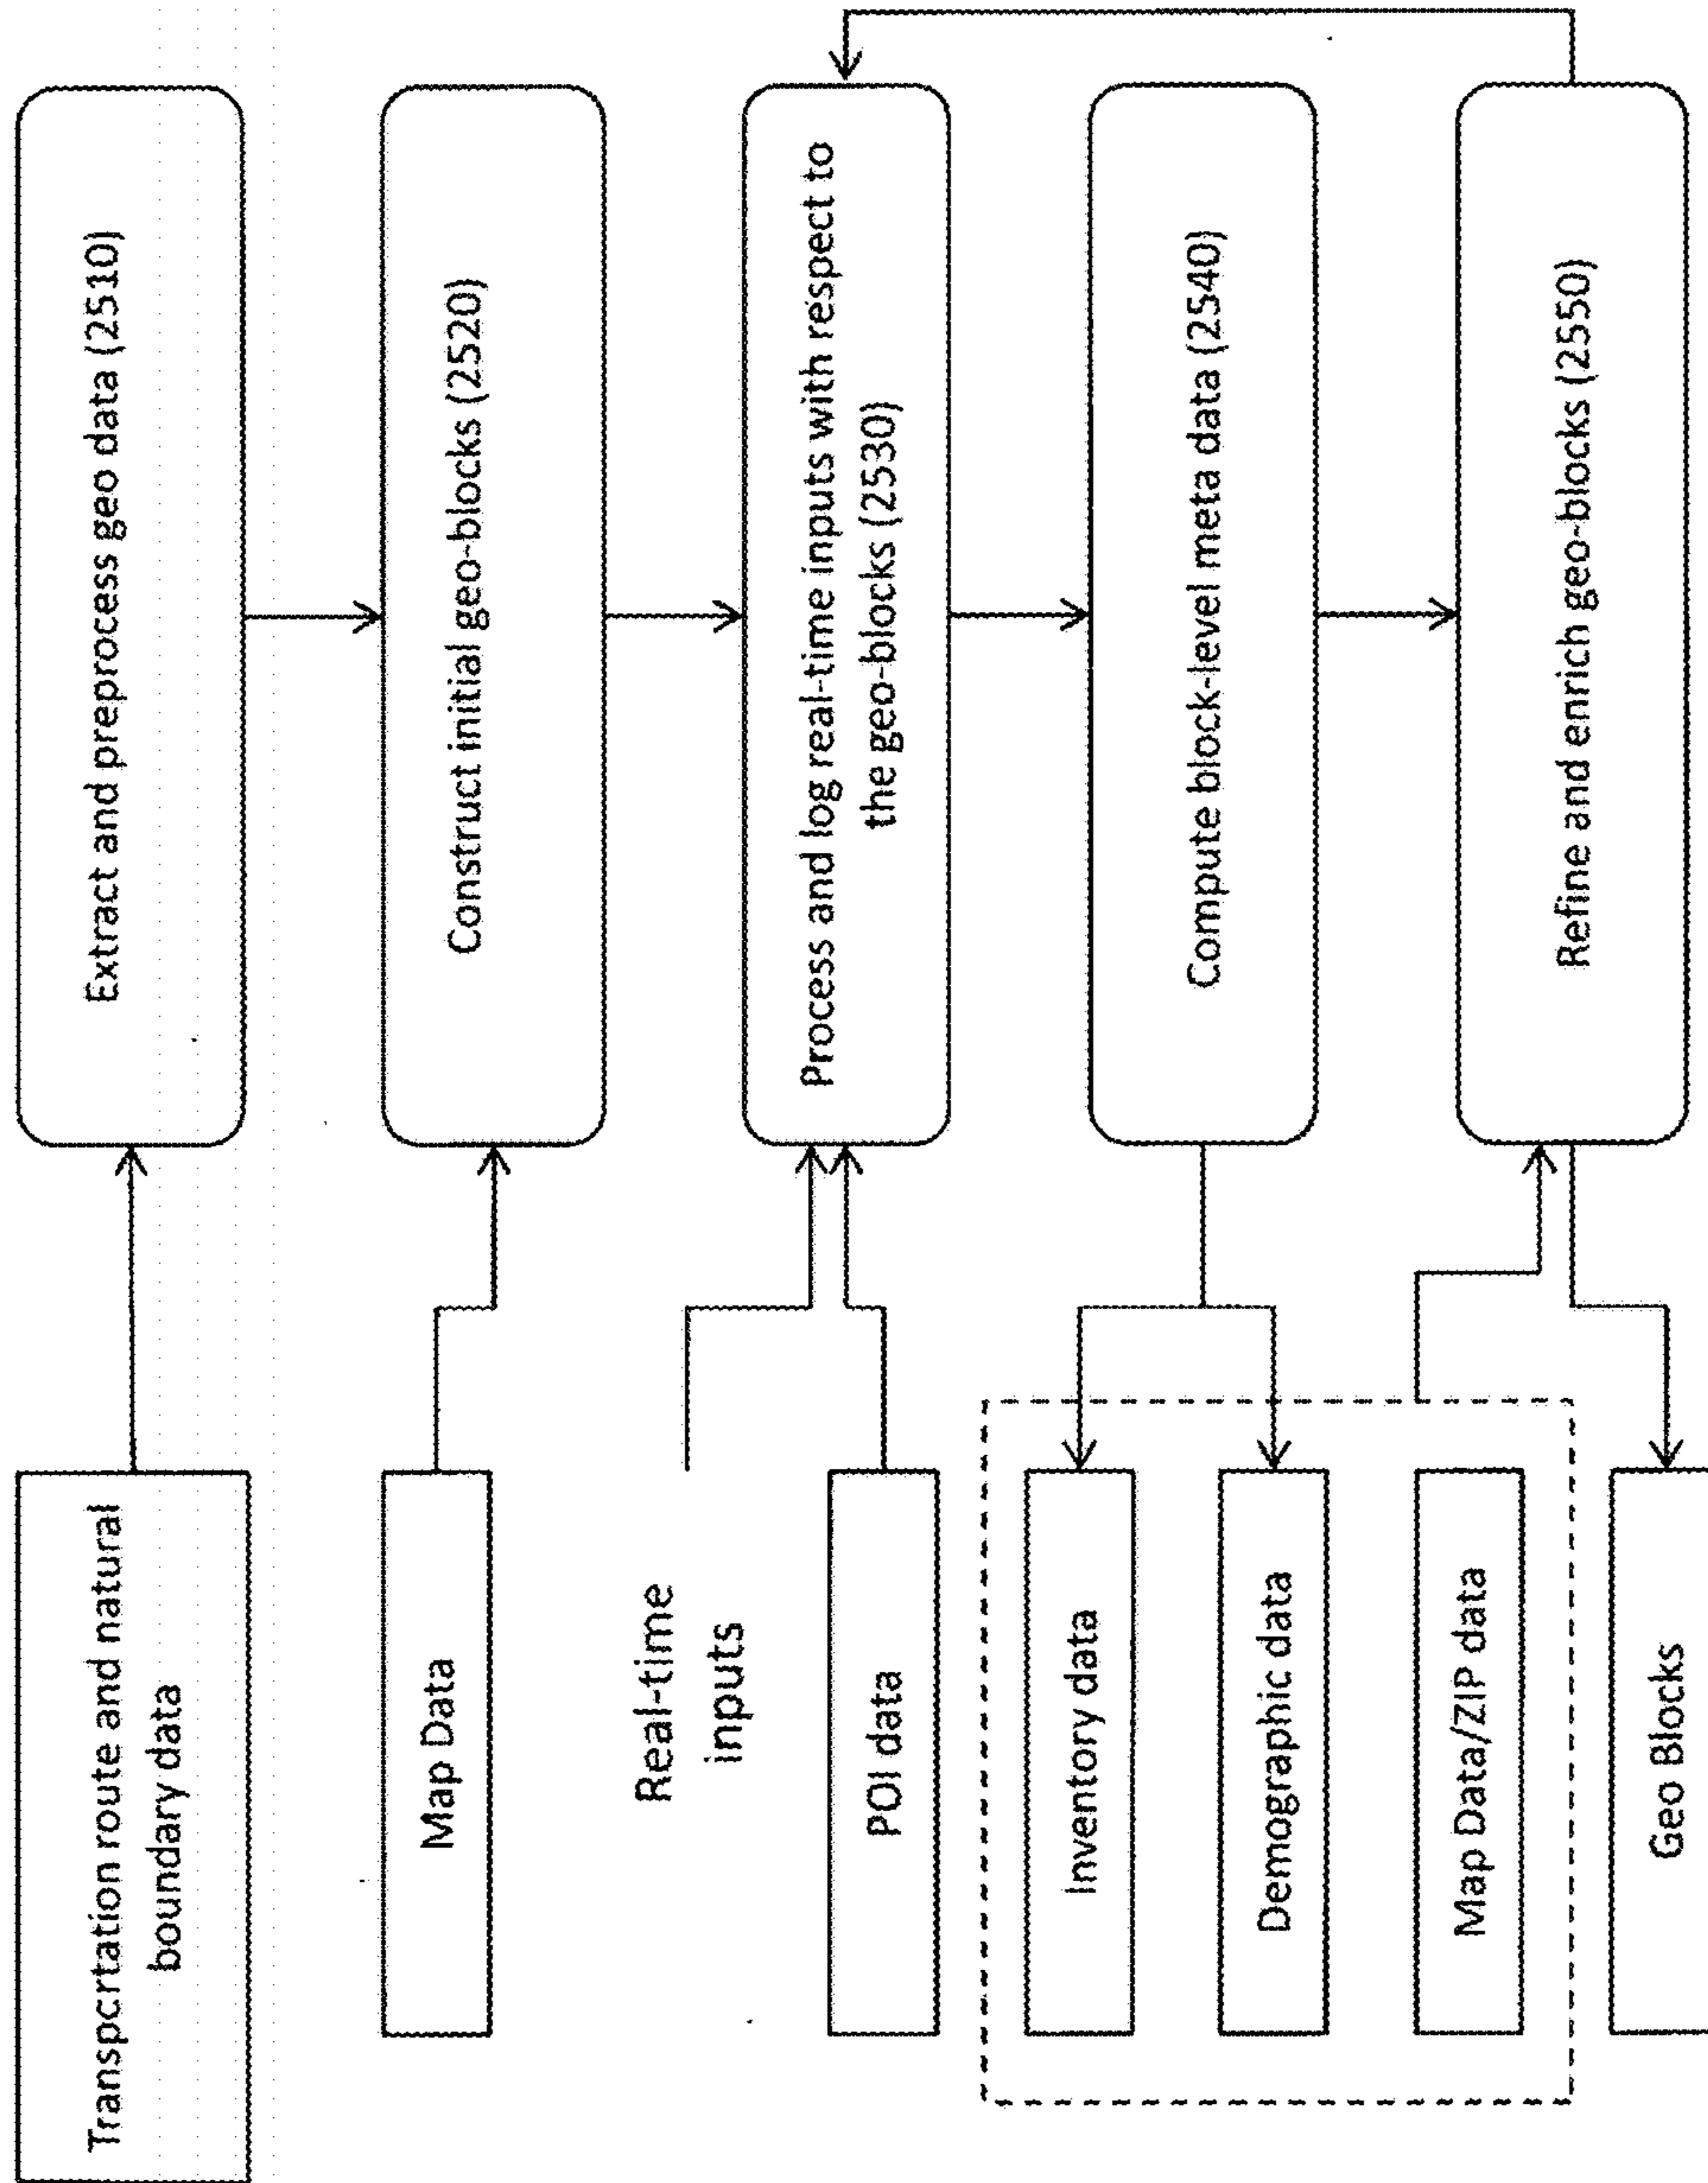 Transpcrtation route and natural
boundary data
Extract and preprocess geo data (2510)
Map Data
Construct initial geo-blocks (2520)
Real-time
inputs
POI data
Process and log real-time inputs with respect to
the geo-blocks (2530)
Inventory data
Demographic data
Map Data/ZIP data
Compute block-level meta data (2540)
Geo Blocks
Refine and enrich geo-blocks (2550)